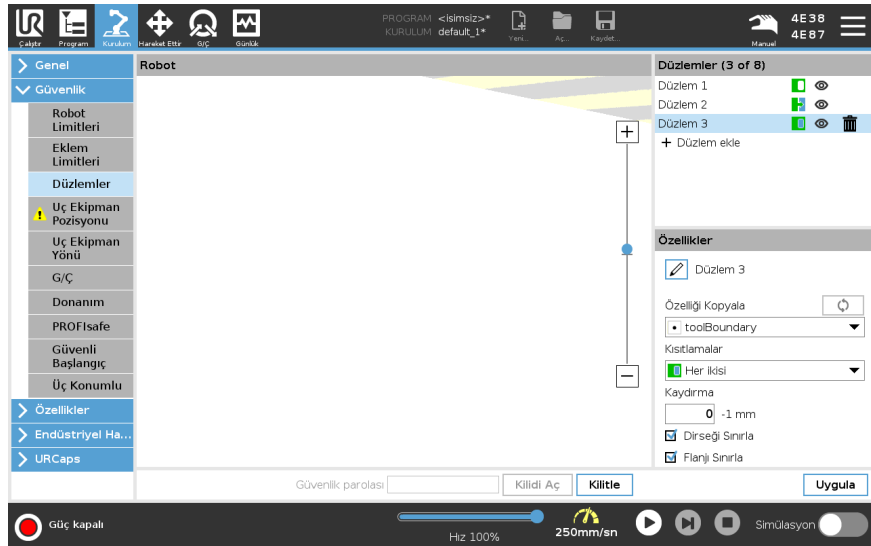 PROGRAM <isimsiz>*
KURULUM default_1*
Çalıştır
Program
Kurulum
Hareket Ettir
G/Ç
Günlük
Yeni...
Aç...
Kaydet...
Manuel
4E38
4E87
Genel
Güvenlik
Robot
Limitleri
Eklem
Limitleri
Düzlemler
Uç Ekipman
Pozisyonu
Uç Ekipman
Yönü
G/Ç
Donanım
PROFIsafe
Güvenli
Başlangıç
Üç Konumlu
Özellikler
Endüstriyel Ha...
URCaps
Robot
Düzlemler (3 of 8)
Düzlem 1
Düzlem 2
Düzlem 3
+ Düzlem ekle
Özellikler
Düzlem 3
Özelliği Kopyala
toolBoundary
Kısıtlamalar
Her ikisi
Kaydırma
0 -1 mm
Dirseği Sınırla
Flanjı Sınırla
Güvenlik parolası
Kilidi Aç
Kilitle
Uygula
Güç kapalı
Hız 100%
250mm/sn
Simülasyon